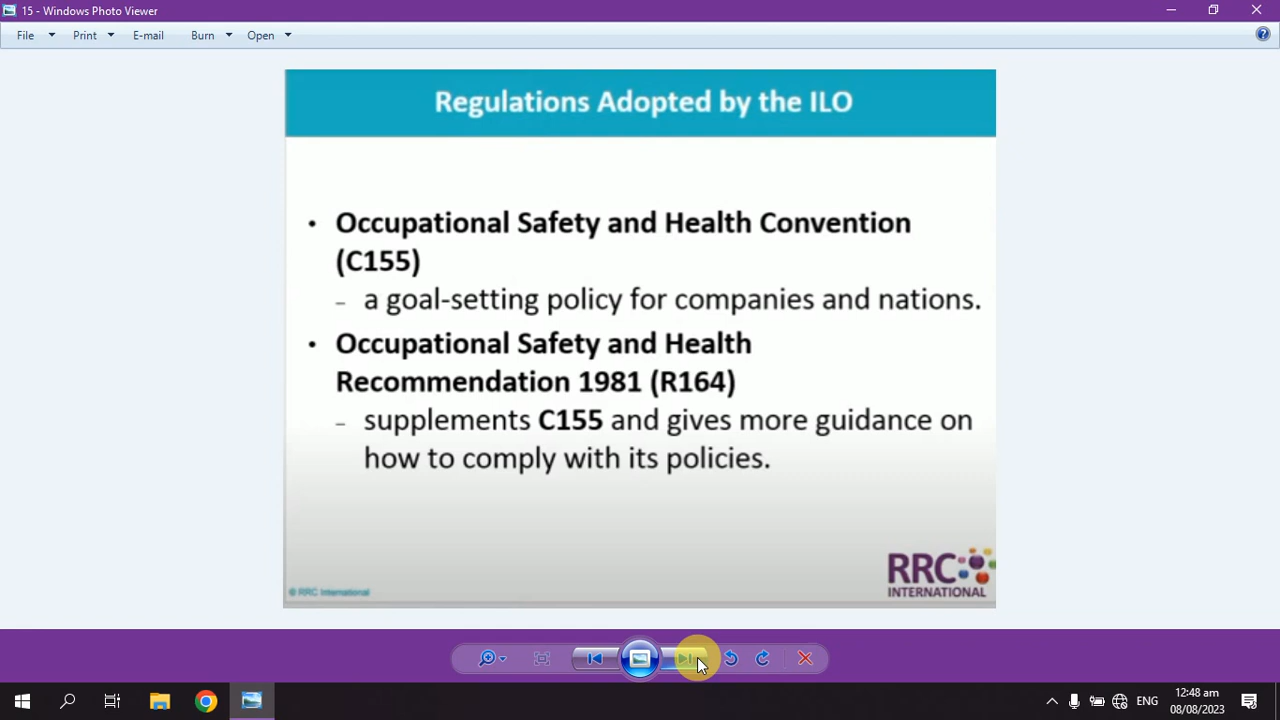 15 - Windows Photo Viewer
File Print E-mail Burn Open
Regulations Adopted by the ILO
• Occupational Safety and Health Convention
(C155)
– a goal-setting policy for companies and nations.
• Occupational Safety and Health
Recommendation 1981 (R164)
– supplements C155 and gives more guidance on
how to comply with its policies.
RRC
INTERNATIONAL
© RRC International
ENG
12:48 am
08/08/2023